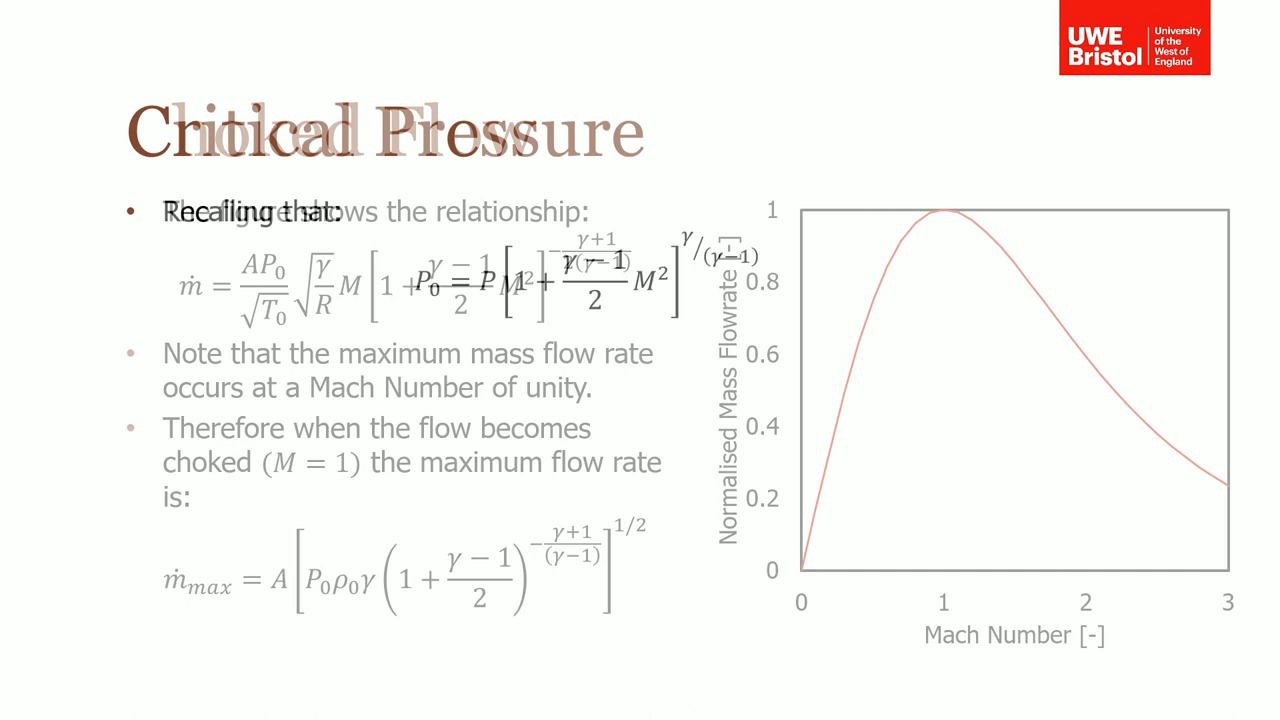 UWE Bristol
University of the West of England
Critical Pressure
Choked Flow
• Recalling that:
The figure shows the relationship:
ṁ = AP₀/√T₀ √(γ/R) M [1 + (γ − 1)/2 M²]^(−(γ+1)/(2(γ−1)))
P₀ = P [1 + (γ − 1)/2 M²]^(γ/(γ−1))
• Note that the maximum mass flow rate
occurs at a Mach Number of unity.
• Therefore when the flow becomes
choked (M = 1) the maximum flow rate
is:
ṁ_max = A [P₀ρ₀γ (1 + (γ − 1)/2)^(−(γ+1)/(γ−1))]^(1/2)
Normalised Mass Flowrate [-]
1
0.8
0.6
0.4
0.2
0
0 1 2 3
Mach Number [-]